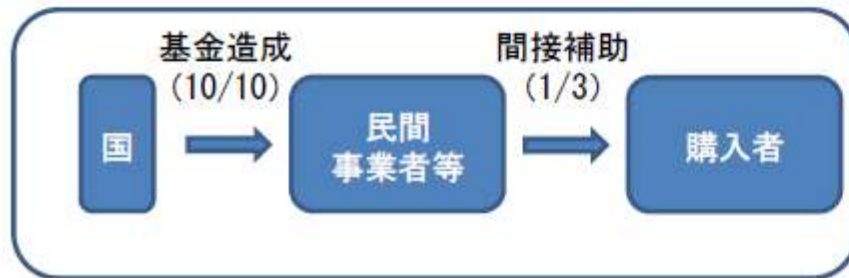 基金造成
(10/10)
間接補助
(1/3)
国
民間
事業者等
購入者